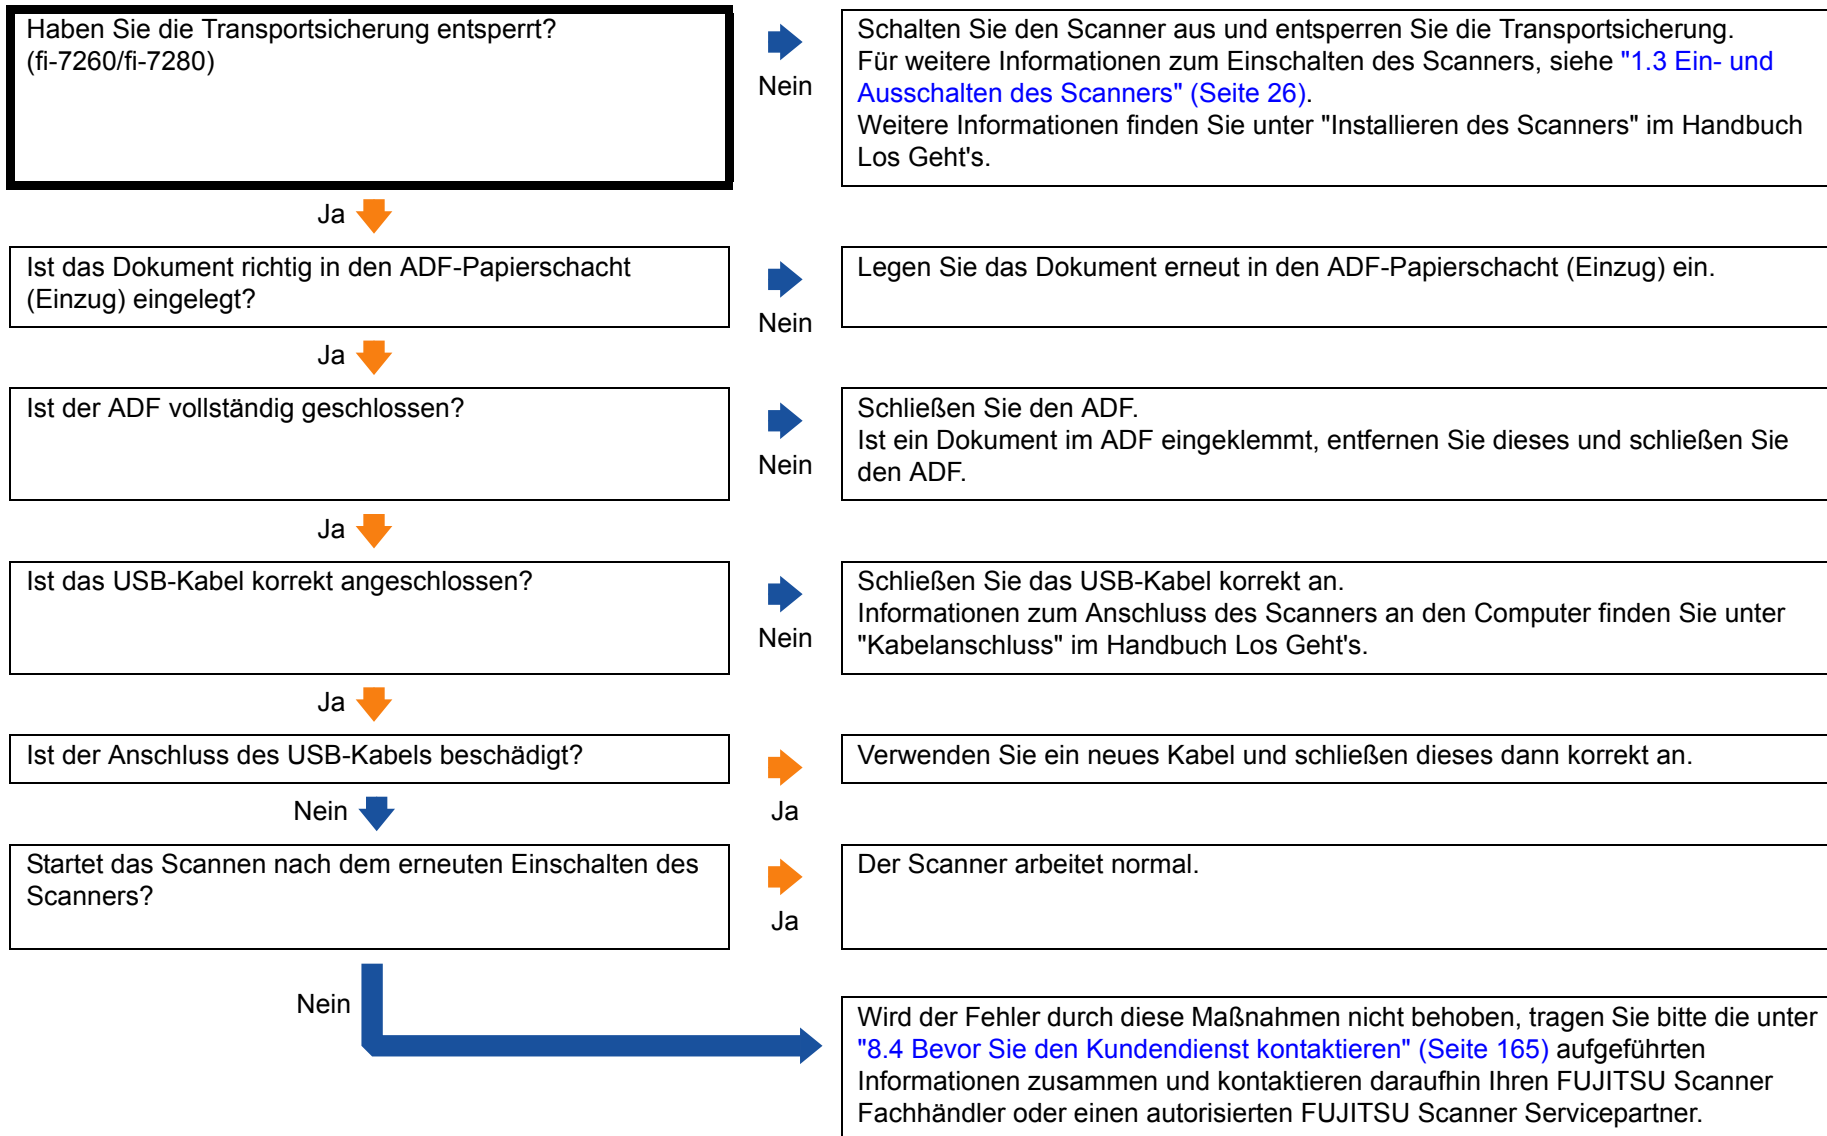 Haben Sie die Transportsicherung entsperrt?
(fi-7260/fi-7280)
Nein
Schalten Sie den Scanner aus und entsperren Sie die Transportsicherung.
Für weitere Informationen zum Einschalten des Scanners, siehe "1.3 Ein- und
Ausschalten des Scanners" (Seite 26).
Weitere Informationen finden Sie unter "Installieren des Scanners" im Handbuch
Los Geht's.
Ja
Ist das Dokument richtig in den ADF-Papierschacht
(Einzug) eingelegt?
Nein
Legen Sie das Dokument erneut in den ADF-Papierschacht (Einzug) ein.
Ja
Ist der ADF vollständig geschlossen?
Nein
Schließen Sie den ADF.
Ist ein Dokument im ADF eingeklemmt, entfernen Sie dieses und schließen Sie
den ADF.
Ja
Ist das USB-Kabel korrekt angeschlossen?
Nein
Schließen Sie das USB-Kabel korrekt an.
Informationen zum Anschluss des Scanners an den Computer finden Sie unter
"Kabelanschluss" im Handbuch Los Geht's.
Ja
Ist der Anschluss des USB-Kabels beschädigt?
Ja
Verwenden Sie ein neues Kabel und schließen dieses dann korrekt an.
Nein
Startet das Scannen nach dem erneuten Einschalten des
Scanners?
Ja
Der Scanner arbeitet normal.
Nein
Wird der Fehler durch diese Maßnahmen nicht behoben, tragen Sie bitte die unter
"8.4 Bevor Sie den Kundendienst kontaktieren" (Seite 165) aufgeführten
Informationen zusammen und kontaktieren daraufhin Ihren FUJITSU Scanner
Fachhändler oder einen autorisierten FUJITSU Scanner Servicepartner.